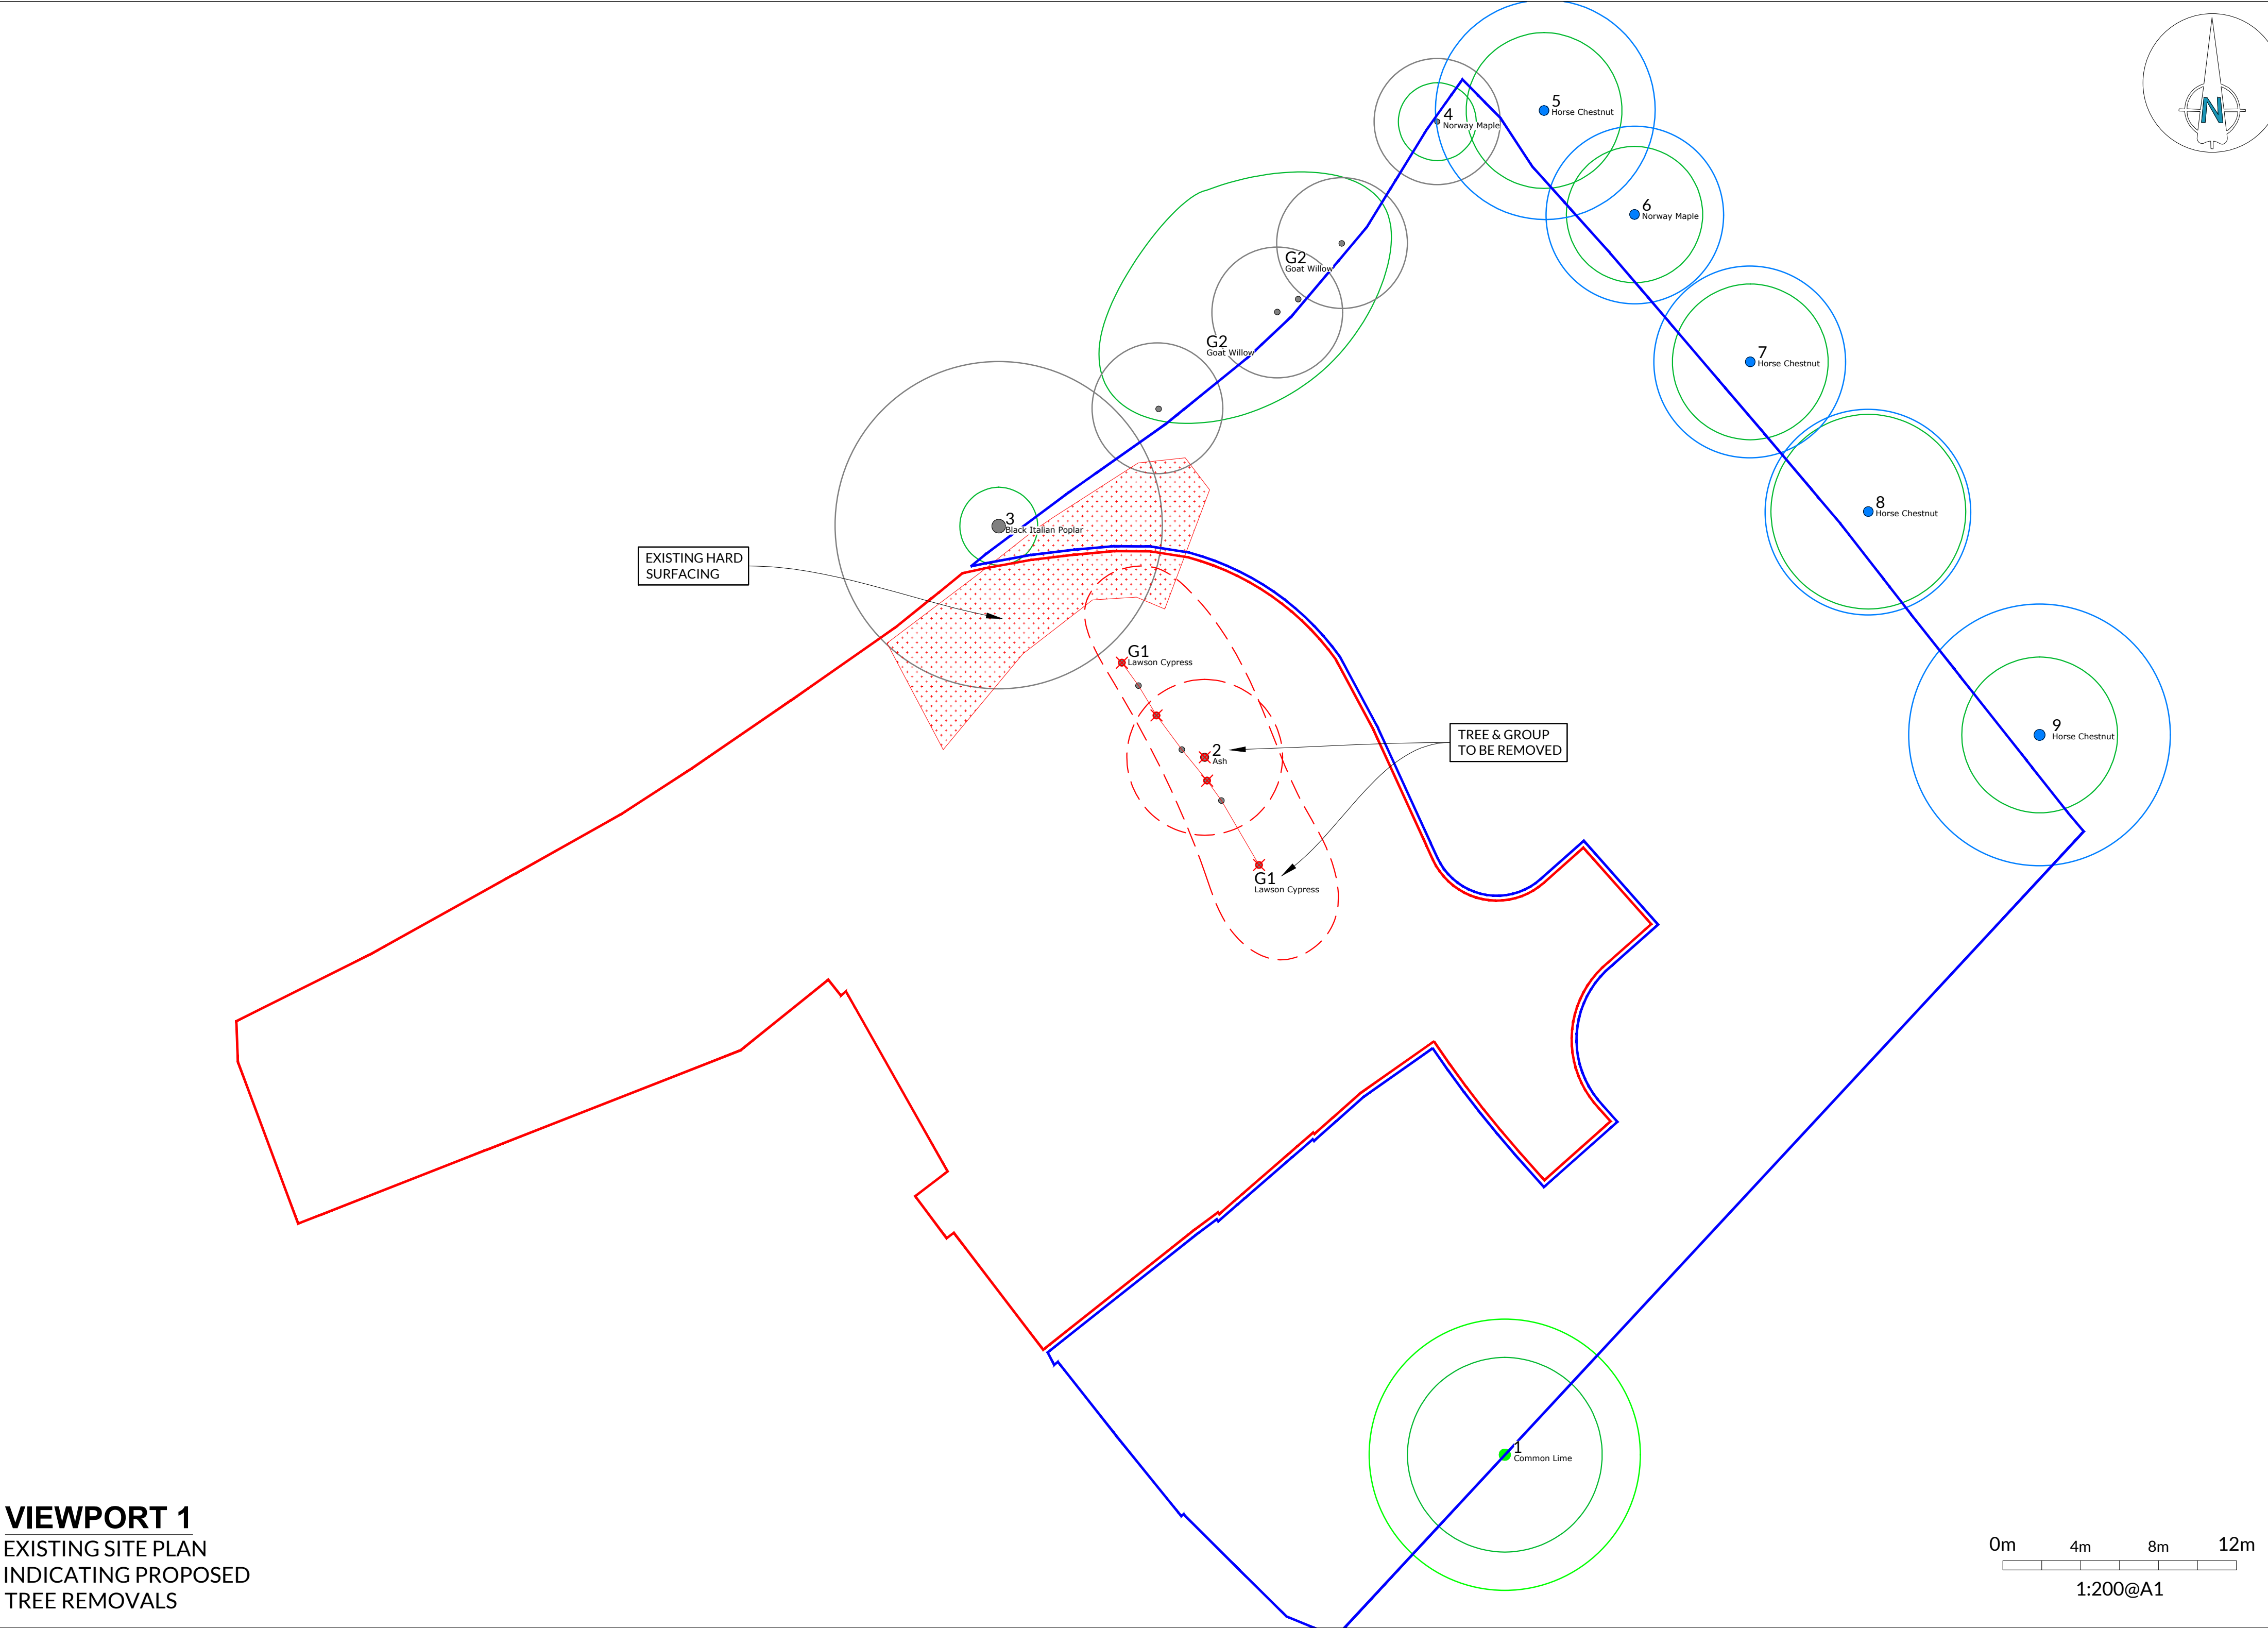 N
5
Horse Chestnut
4
Norway Maple
6
Norway Maple
G2
Goat Willow
G2
Goat Willow
7
Horse Chestnut
8
Horse Chestnut
3
Black Italian Poplar
EXISTING HARD
SURFACING
G1
Lawson Cypress
2
Ash
TREE & GROUP
TO BE REMOVED
9
Horse Chestnut
G1
Lawson Cypress
1
Common Lime
VIEWPORT 1
EXISTING SITE PLAN
INDICATING PROPOSED
TREE REMOVALS
0m 4m 8m 12m
1:200@A1